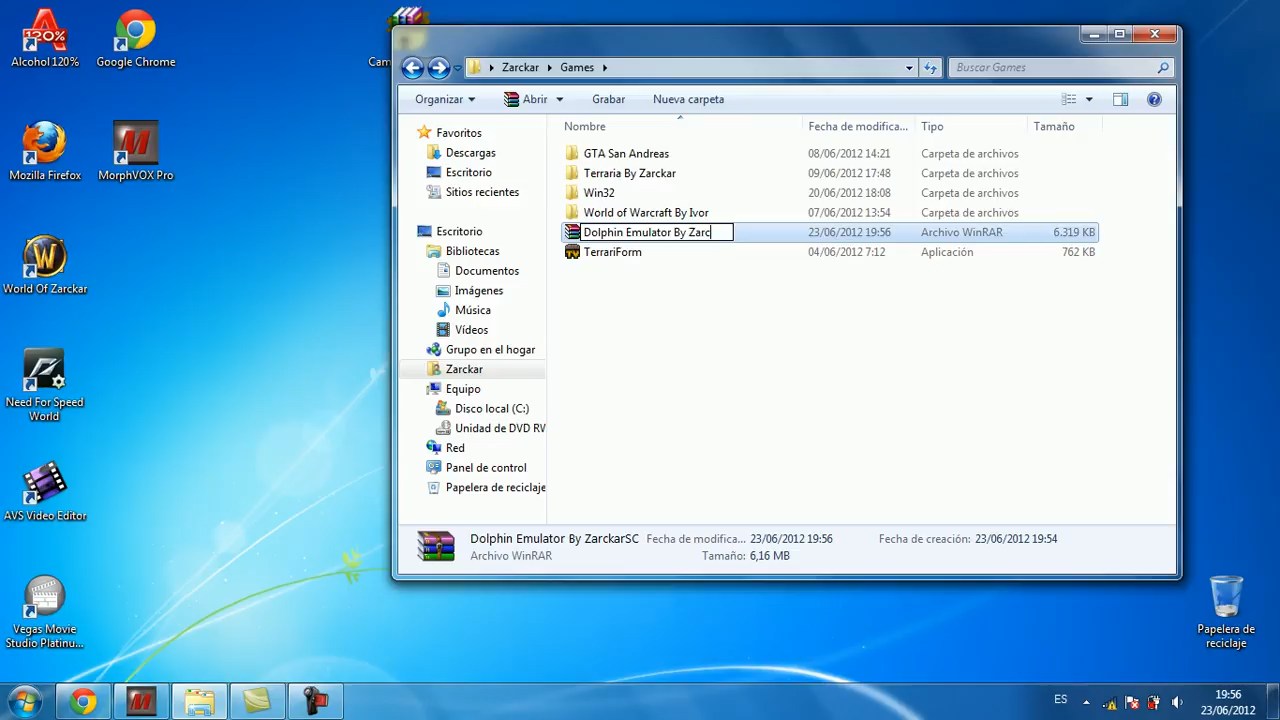 Alcohol 120%
Google Chrome
Cam
Mozilla Firefox
MorphVOX Pro
World Of Zarckar
Need For Speed
World
AVS Video Editor
Vegas Movie
Studio Platinu...
Papelera de
reciclaje
Zarckar
Games
Buscar Games
Organizar
Abrir
Grabar
Nueva carpeta
Favoritos
Descargas
Escritorio
Sitios recientes
Escritorio
Bibliotecas
Documentos
Imágenes
Música
Vídeos
Grupo en el hogar
Zarckar
Equipo
Disco local (C:)
Unidad de DVD RW
Red
Panel de control
Papelera de reciclaje
Nombre Fecha de modifica... Tipo Tamaño
GTA San Andreas 08/06/2012 14:21 Carpeta de archivos
Terraria By Zarckar 09/06/2012 17:48 Carpeta de archivos
Win32 20/06/2012 18:08 Carpeta de archivos
World of Warcraft By Ivor 07/06/2012 13:54 Carpeta de archivos
Dolphin Emulator By Zarc 23/06/2012 19:56 Archivo WinRAR 6.319 KB
TerrariForm 04/06/2012 7:12 Aplicación 762 KB
Dolphin Emulator By ZarckarSC Fecha de modifica... 23/06/2012 19:56 Fecha de creación: 23/06/2012 19:54
Archivo WinRAR Tamaño: 6,16 MB
ES
19:56
23/06/2012